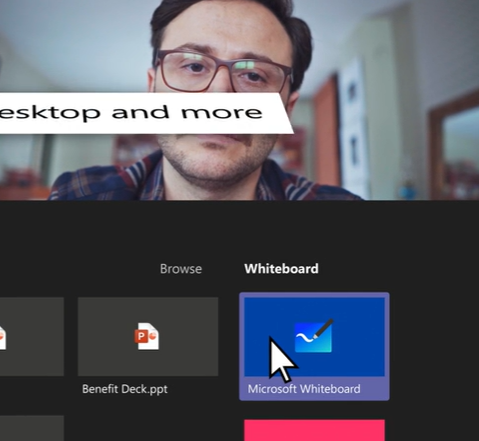 esktop and more
Browse
Whiteboard
Benefit Deck.ppt
Microsoft Whiteboard